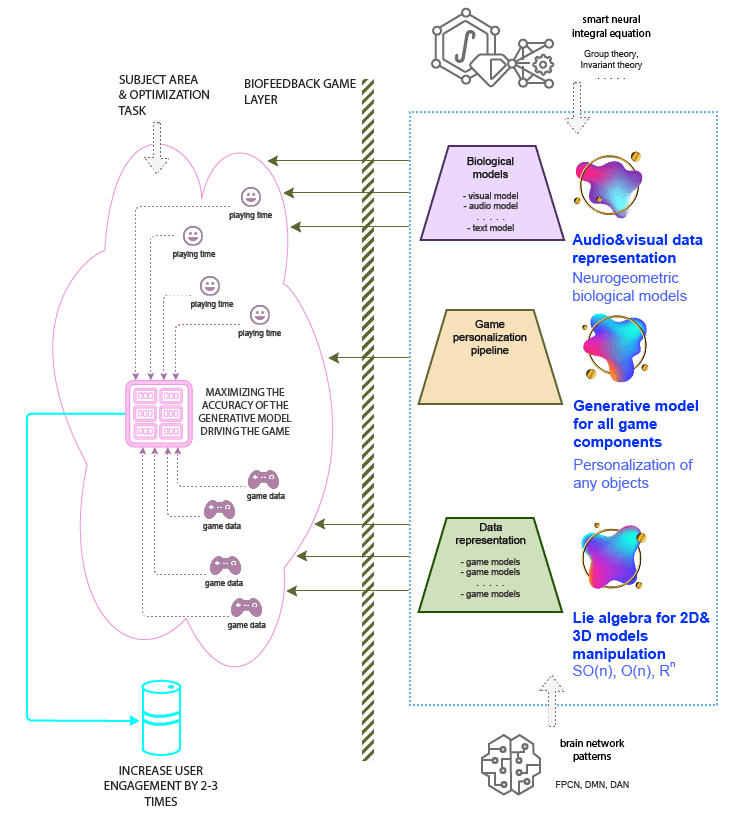 smart neural
integral equation
Group theory,
Invariant theory
. . . . .
SUBJECT AREA
& OPTIMIZATION
TASK
BIOFEEDBACK GAME
LAYER
Biological
models
- visual model
- audio model
. . . . .
- text model
Audio&visual data
representation
Neurogeometric
biological models
playing time
playing time
playing time
playing time
Game
personalization
pipeline
Generative model
for all game
components
Personalization of
any objects
MAXIMIZING THE
ACCURACY OF THE
GENERATIVE MODEL
DRIVING THE GAME
game data
game data
game data
game data
Data
representation
- game models
- game models
. . . . .
- game models
Lie algebra for 2D&
3D models
manipulation
SO(n), O(n), Rⁿ
brain network
patterns
FPCN, DMN, DAN
INCREASE USER
ENGAGEMENT BY 2-3
TIMES